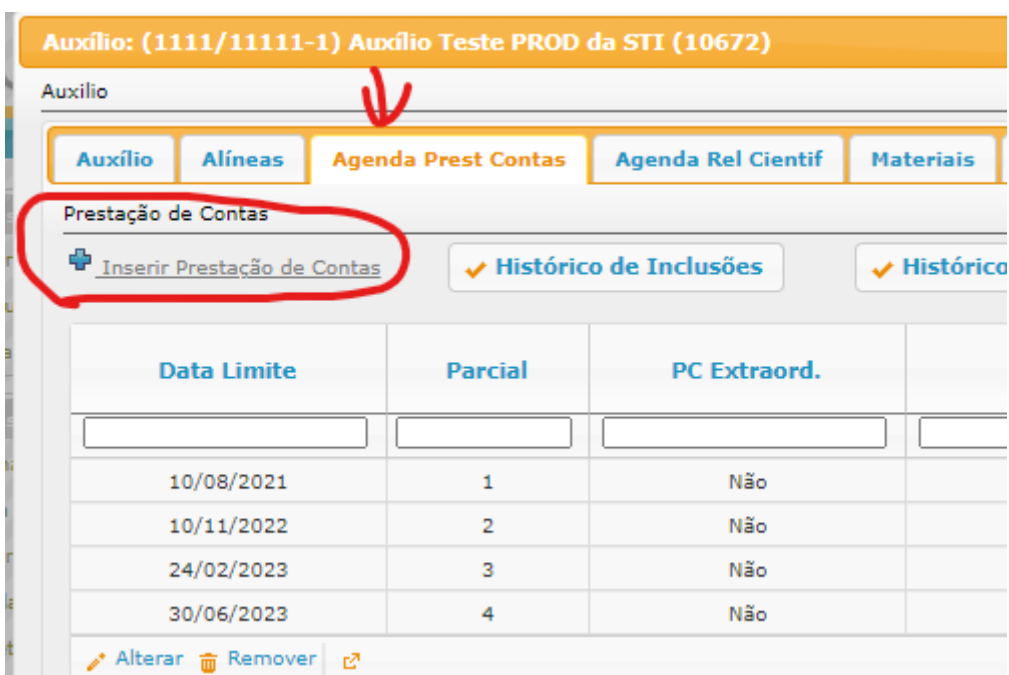 Auxílio: (1111/11111-1) Auxílio Teste PROD da STI (10672)
Auxilio
Auxílio Alíneas Agenda Prest Contas Agenda Rel Cientif Materiais
Prestação de Contas
Inserir Prestação de Contas Histórico de Inclusões Histórico
Data Limite Parcial PC Extraord.
10/08/2021 1 Não
10/11/2022 2 Não
24/02/2023 3 Não
30/06/2023 4 Não
Alterar Remover